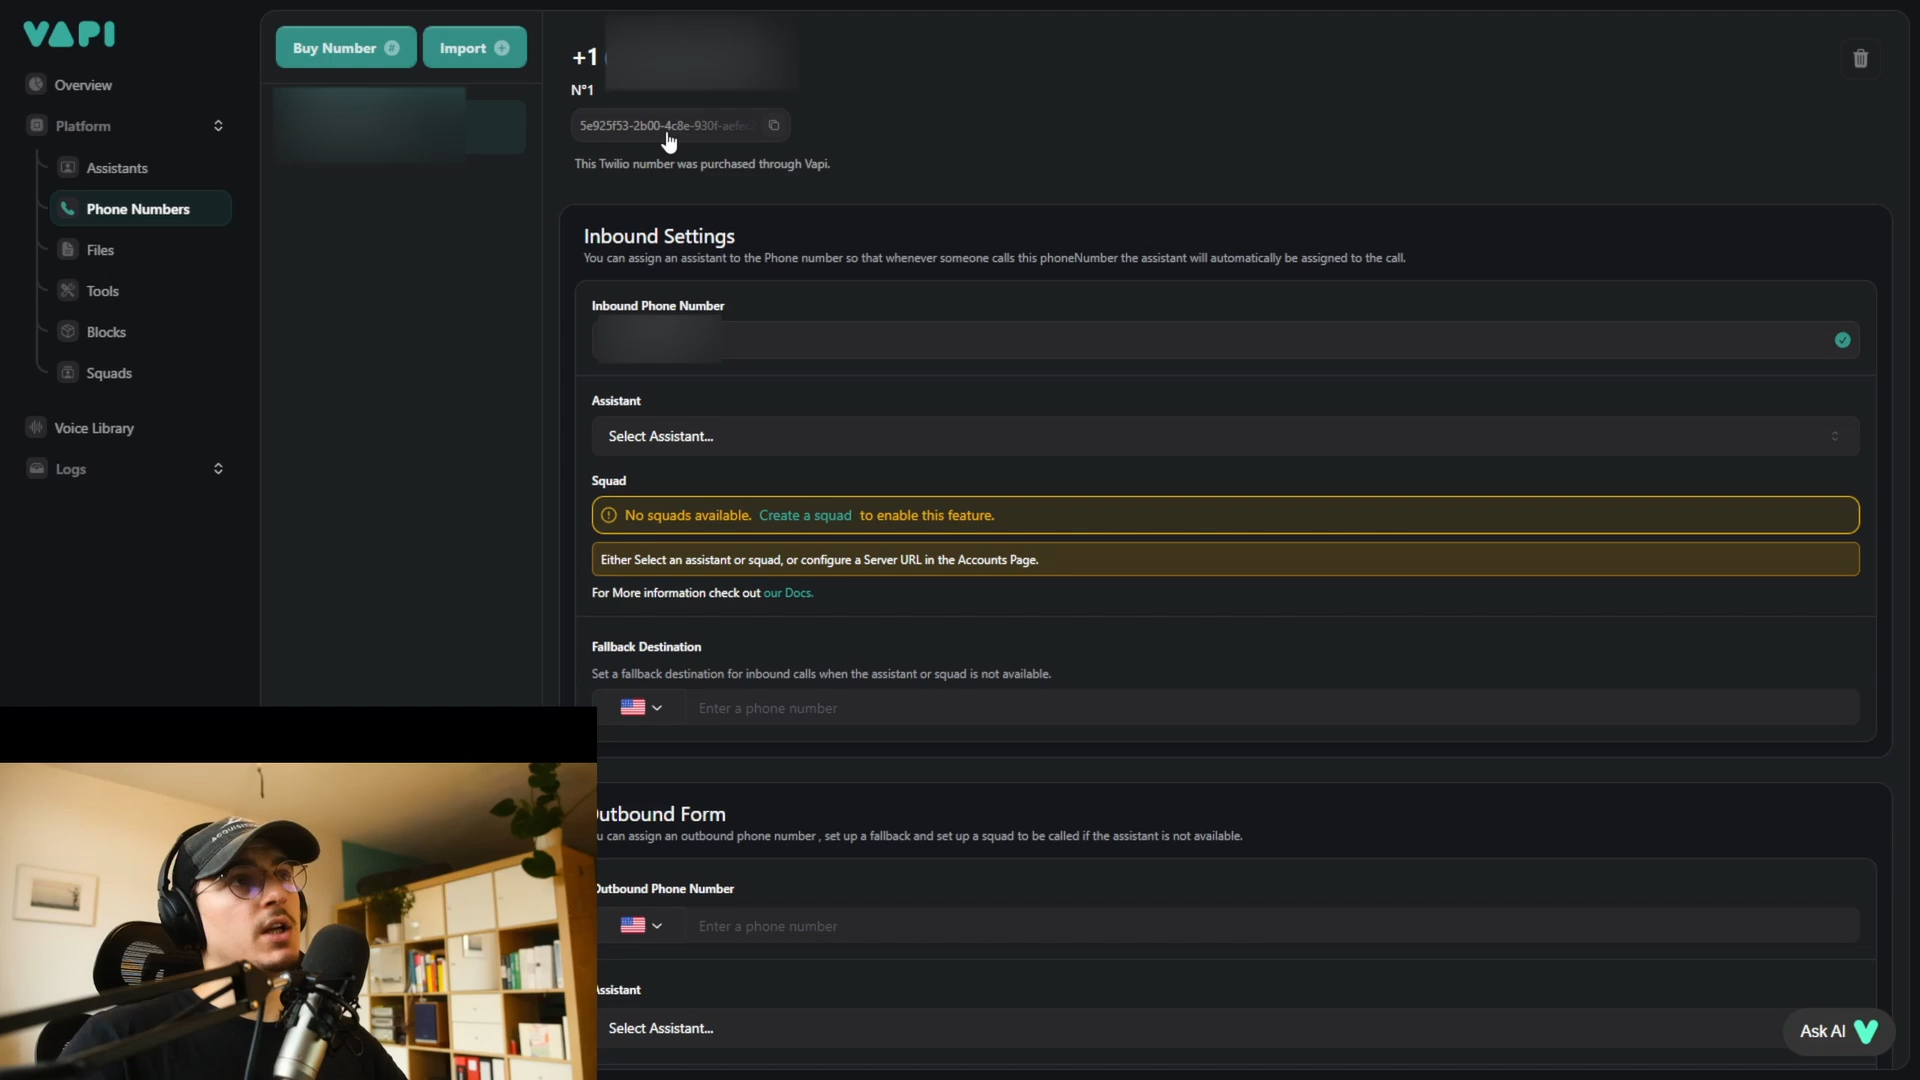 VAPI
Overview
Platform
Assistants
Phone Numbers
Files
Tools
Blocks
Squads
Voice Library
Logs
Buy Number
Import
+1
N°1
5e925f53-2b00-4c8e-930f-aefec
This Twilio number was purchased through Vapi.
Inbound Settings
You can assign an assistant to the Phone number so that whenever someone calls this phoneNumber the assistant will automatically be assigned to the call.
Inbound Phone Number
Assistant
Select Assistant...
Squad
No squads available. Create a squad to enable this feature.
Either Select an assistant or squad, or configure a Server URL in the Accounts Page.
For More information check out our Docs.
Fallback Destination
Set a fallback destination for inbound calls when the assistant or squad is not available.
Enter a phone number
utbound Form
u can assign an outbound phone number, set up a fallback and set up a squad to be called if the assistant is not available.
Outbound Phone Number
Enter a phone number
Assistant
Select Assistant...
Ask AI